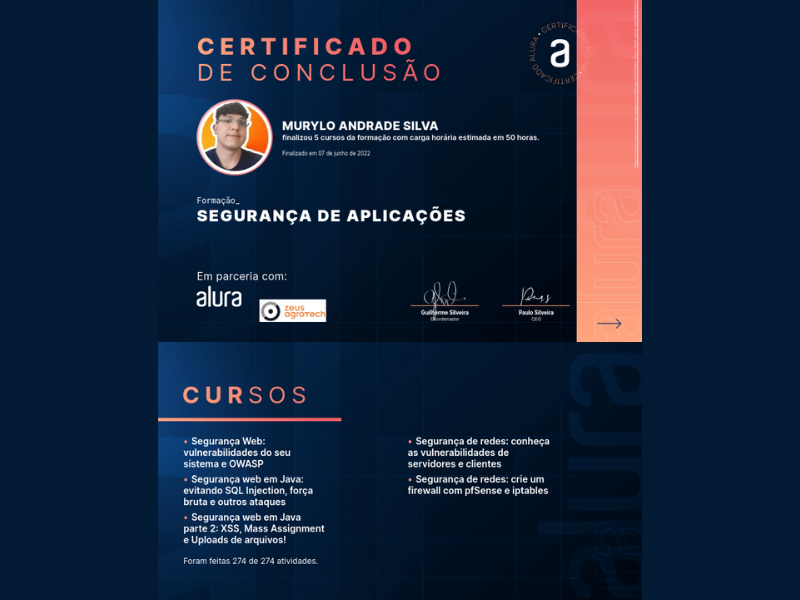 CERTIFICADO
DE CONCLUSÃO
ALURA • CERTIFICADO
a
MURYLO ANDRADE SILVA
finalizou 5 cursos da formação com carga horária estimada em 50 horas.
Finalizado em 07 de junho de 2022
Formação_
SEGURANÇA DE APLICAÇÕES
Em parceria com:
alura
zeus
agrotech
Guilherme Silveira
Coordenador
Paulo Silveira
CEO
alura
CURSOS
• Segurança Web:
vulnerabilidades do seu
sistema e OWASP
• Segurança web em Java:
evitando SQL Injection, força
bruta e outros ataques
• Segurança web em Java
parte 2: XSS, Mass Assignment
e Uploads de arquivos!
• Segurança de redes: conheça
as vulnerabilidades de
servidores e clientes
• Segurança de redes: crie um
firewall com pfSense e iptables
Foram feitas 274 de 274 atividades.
alura